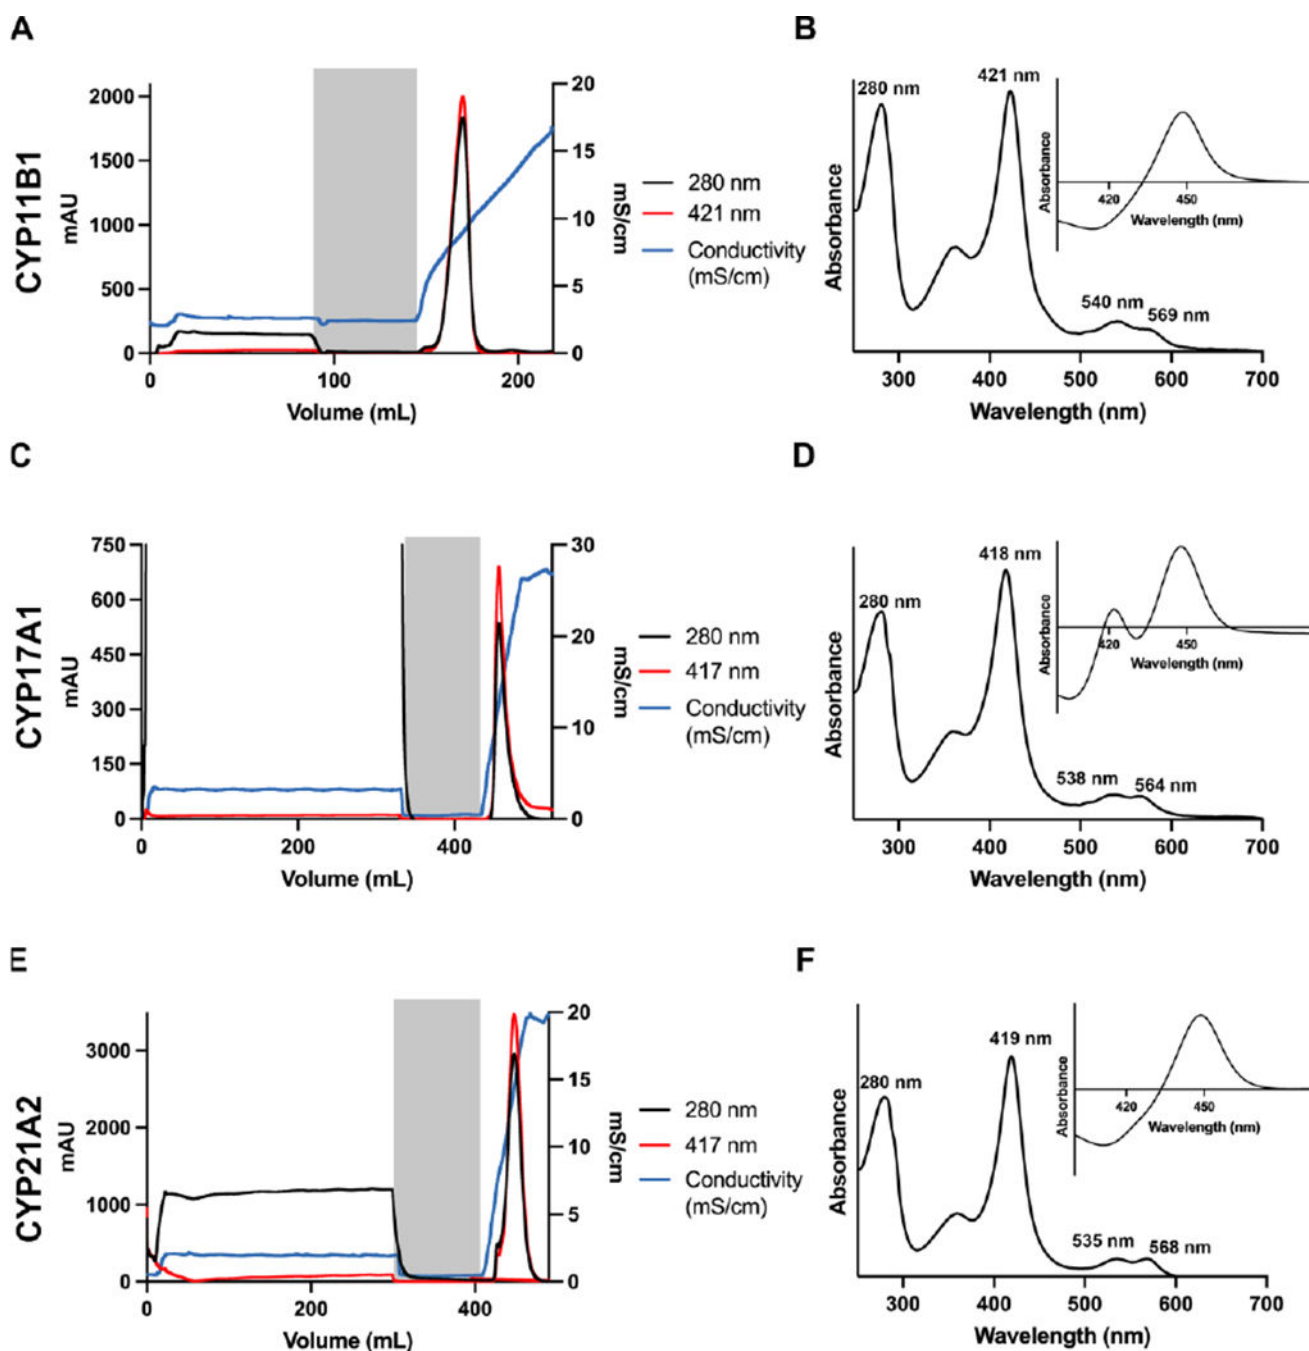 A
CYP11B1
mAU
2000
1500
1000
500
0
0
100
200
Volume (mL)
20
15
10
5
0
mS/cm
280 nm
421 nm
Conductivity
(mS/cm)
B
Absorbance
280 nm
421 nm
540 nm
569 nm
300
400
500
600
700
Wavelength (nm)
Absorbance
420
450
Wavelength (nm)
C
CYP17A1
mAU
750
600
450
300
150
0
0
200
400
Volume (mL)
30
20
10
0
mS/cm
280 nm
417 nm
Conductivity
(mS/cm)
D
Absorbance
280 nm
418 nm
538 nm
564 nm
300
400
500
600
700
Wavelength (nm)
Absorbance
420
450
Wavelength (nm)
E
CYP21A2
mAU
3000
2000
1000
0
0
200
400
Volume (mL)
20
15
10
5
0
mS/cm
280 nm
417 nm
Conductivity
(mS/cm)
F
Absorbance
280 nm
419 nm
535 nm
568 nm
300
400
500
600
700
Wavelength (nm)
Absorbance
420
450
Wavelength (nm)